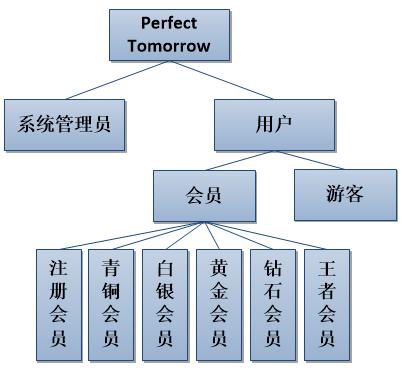 Perfect
Tomorrow
系统管理员
用户
会员
游客
注册会员
青铜会员
白银会员
黄金会员
钻石会员
王者会员